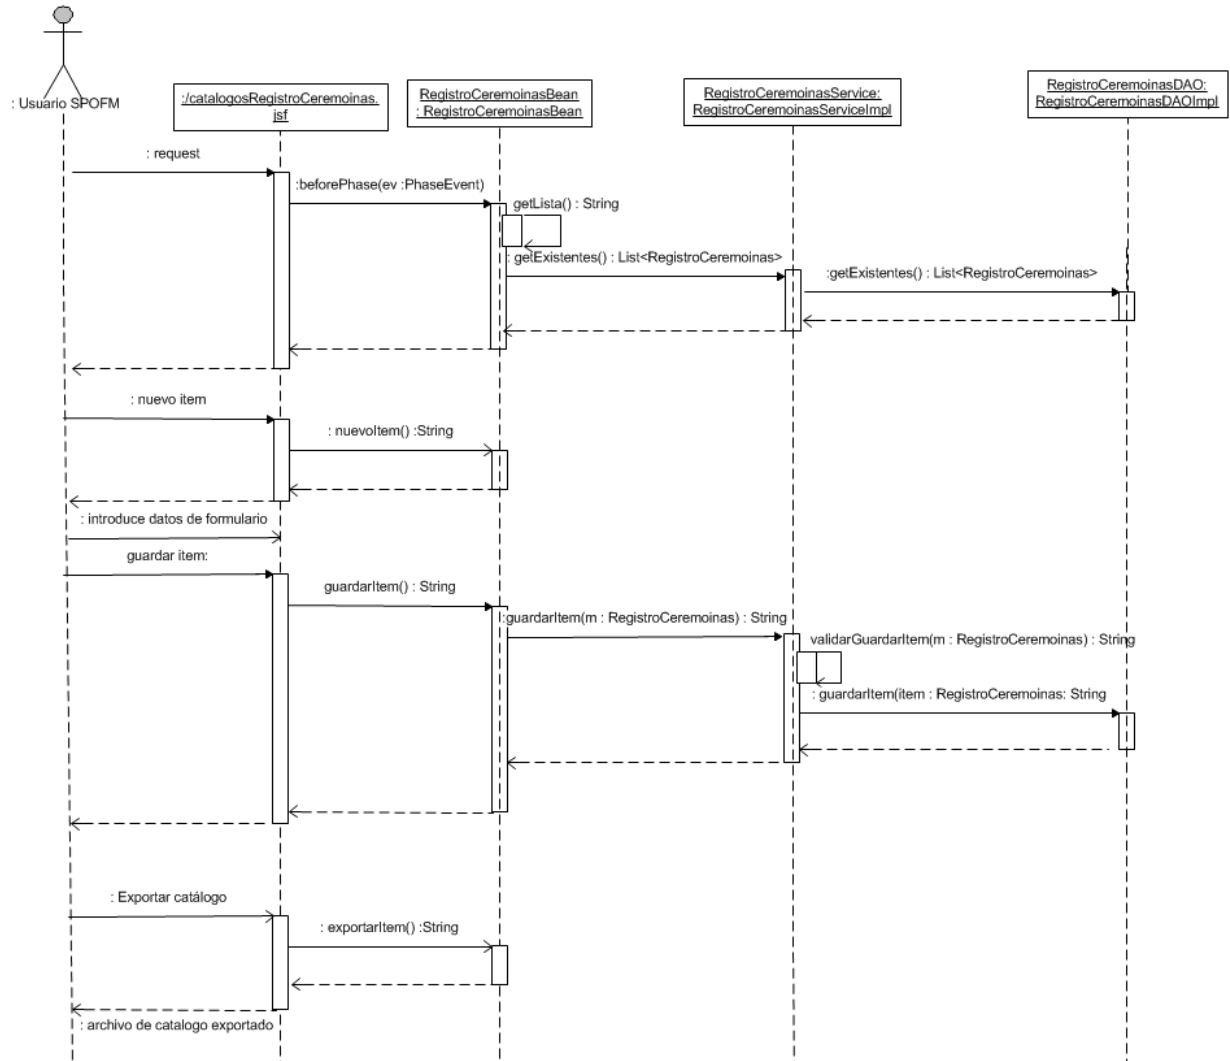 : Usuario SPOFM
:/catalogosRegistroCeremoinas.
jsf
RegistroCeremoinasBean
: RegistroCeremoinasBean
RegistroCeremoinasService:
RegistroCeremoinasServiceImpl
RegistroCeremoinasDAO:
RegistroCeremoinasDAOImpl
: request
:beforePhase(ev :PhaseEvent)
getLista() : String
: getExistentes() : List<RegistroCeremoinas>
:getExistentes() : List<RegistroCeremoinas>
: nuevo item
: nuevoItem() :String
: introduce datos de formulario
guardar item:
guardarItem() : String
:guardarItem(m : RegistroCeremoinas) : String
validarGuardarItem(m : RegistroCeremoinas) : String
: guardarItem(item : RegistroCeremoinas: String
: Exportar catálogo
: exportarItem() :String
: archivo de catalogo exportado